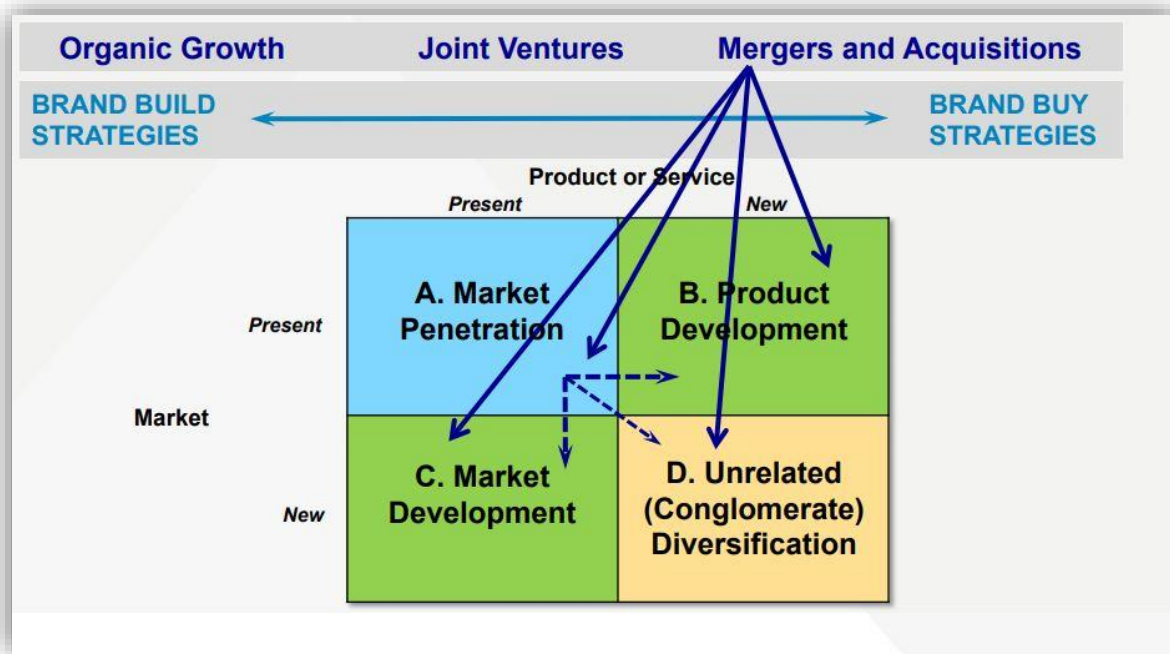 Organic Growth Joint Ventures Mergers and Acquisitions
BRAND BUILD
STRATEGIES
BRAND BUY
STRATEGIES
Product or Service
Present New
Present
A. Market
Penetration
B. Product
Development
Market
New
C. Market
Development
D. Unrelated
(Conglomerate)
Diversification